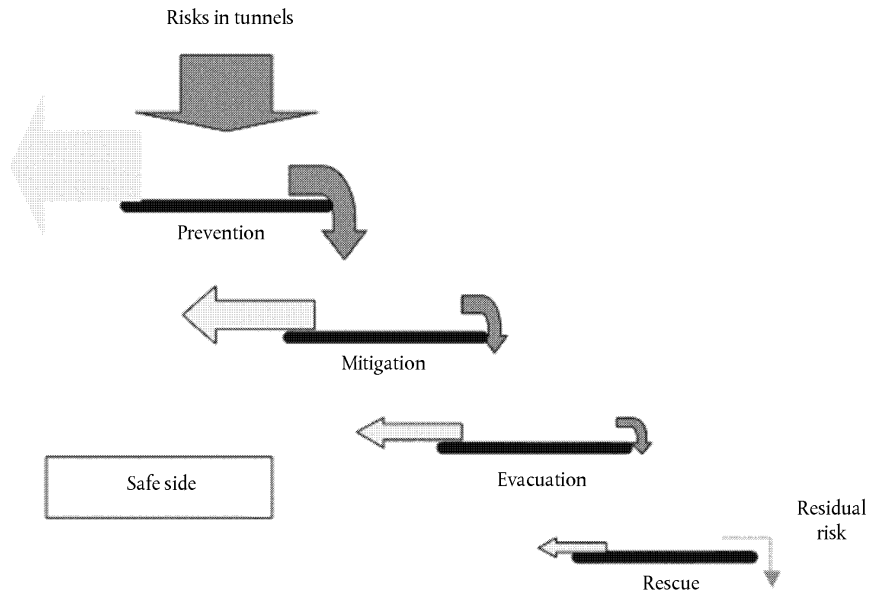 Risks in tunnels
Prevention
Mitigation
Evacuation
Safe side
Residual
risk
Rescue